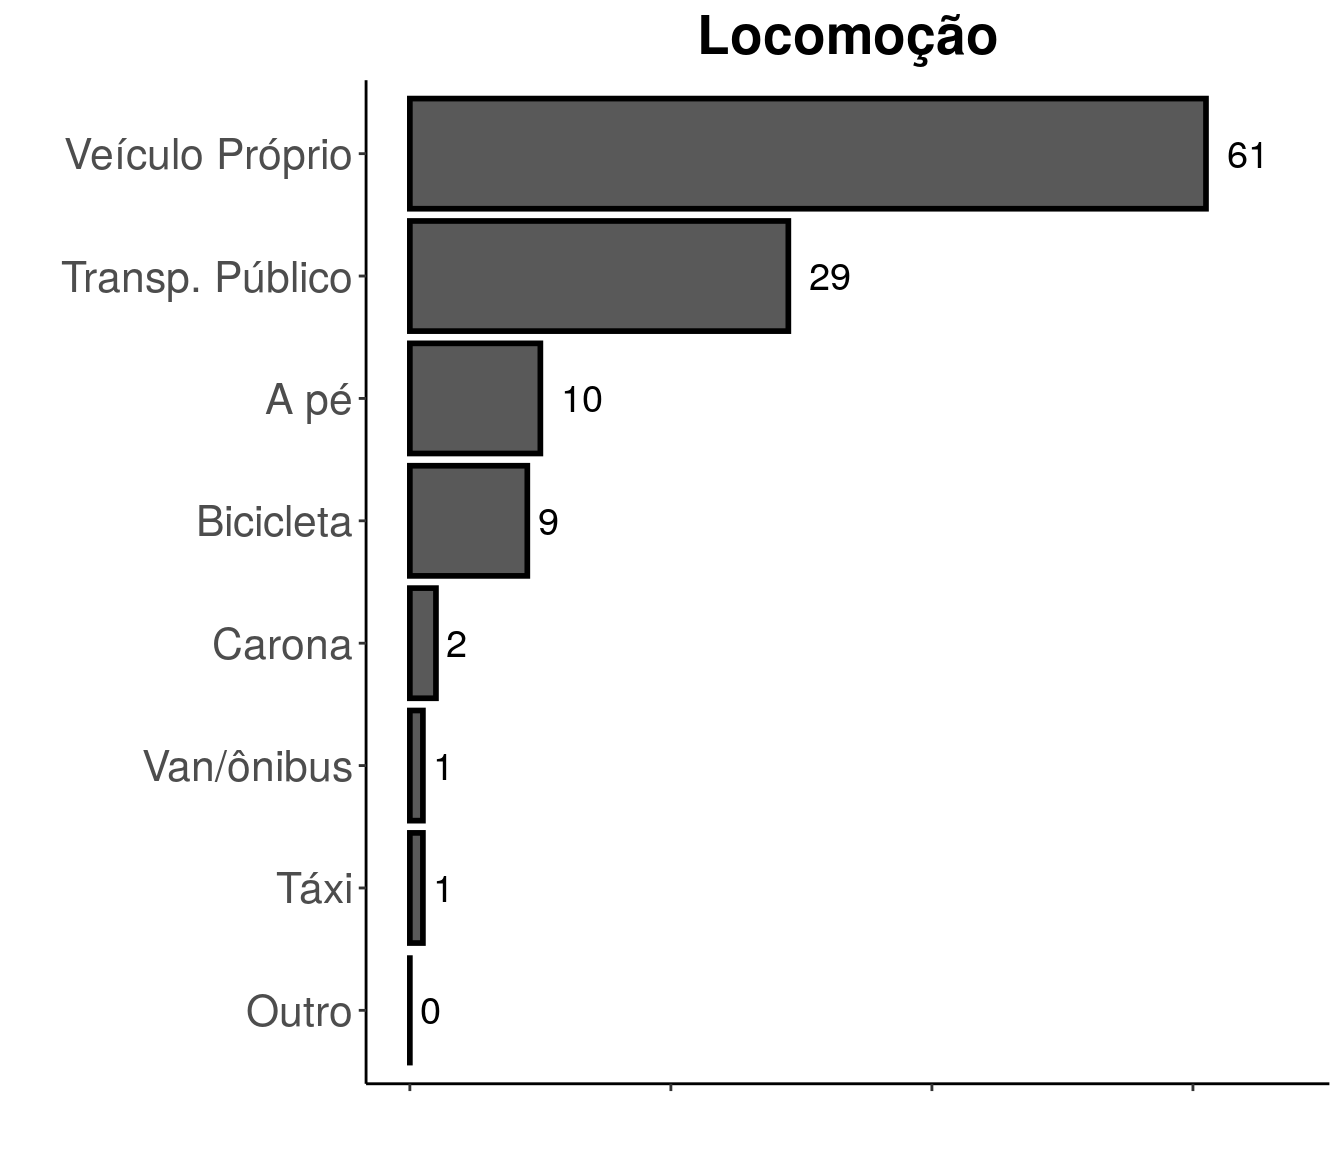 Locomoção
Veículo Próprio 61
Transp. Público 29
A pé 10
Bicicleta 9
Carona 2
Van/ônibus 1
Táxi 1
Outro 0